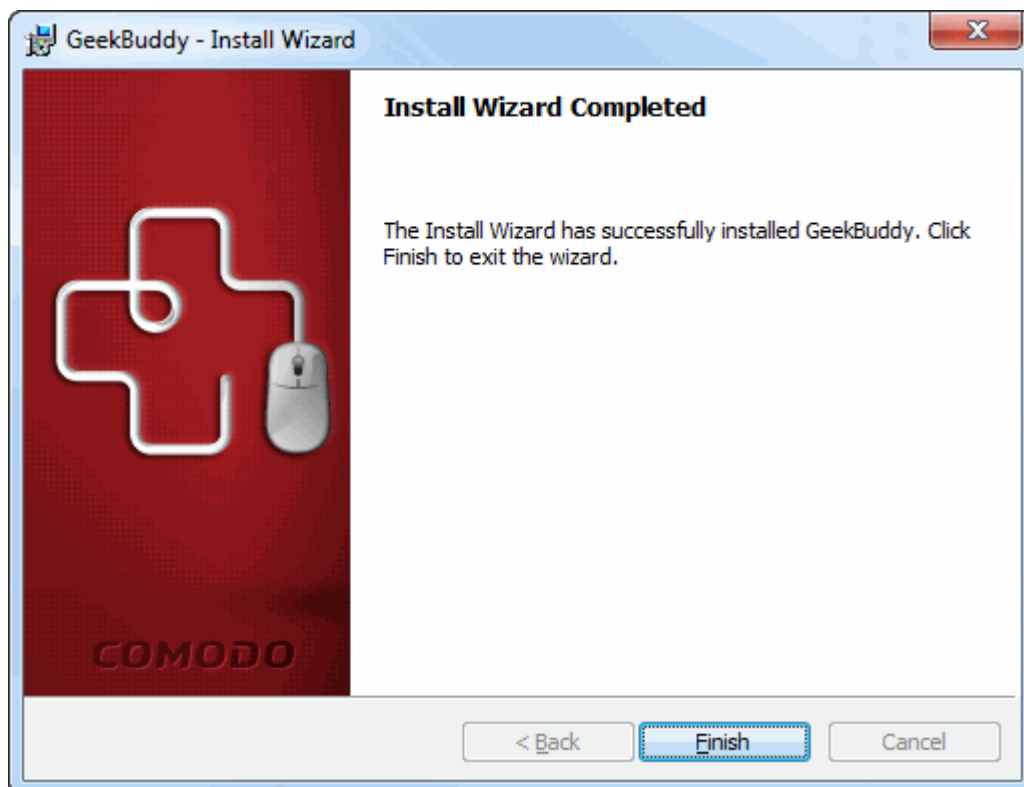 GeekBuddy - Install Wizard
Install Wizard Completed
The Install Wizard has successfully installed GeekBuddy. Click
Finish to exit the wizard.
COMODO
< Back
Finish
Cancel